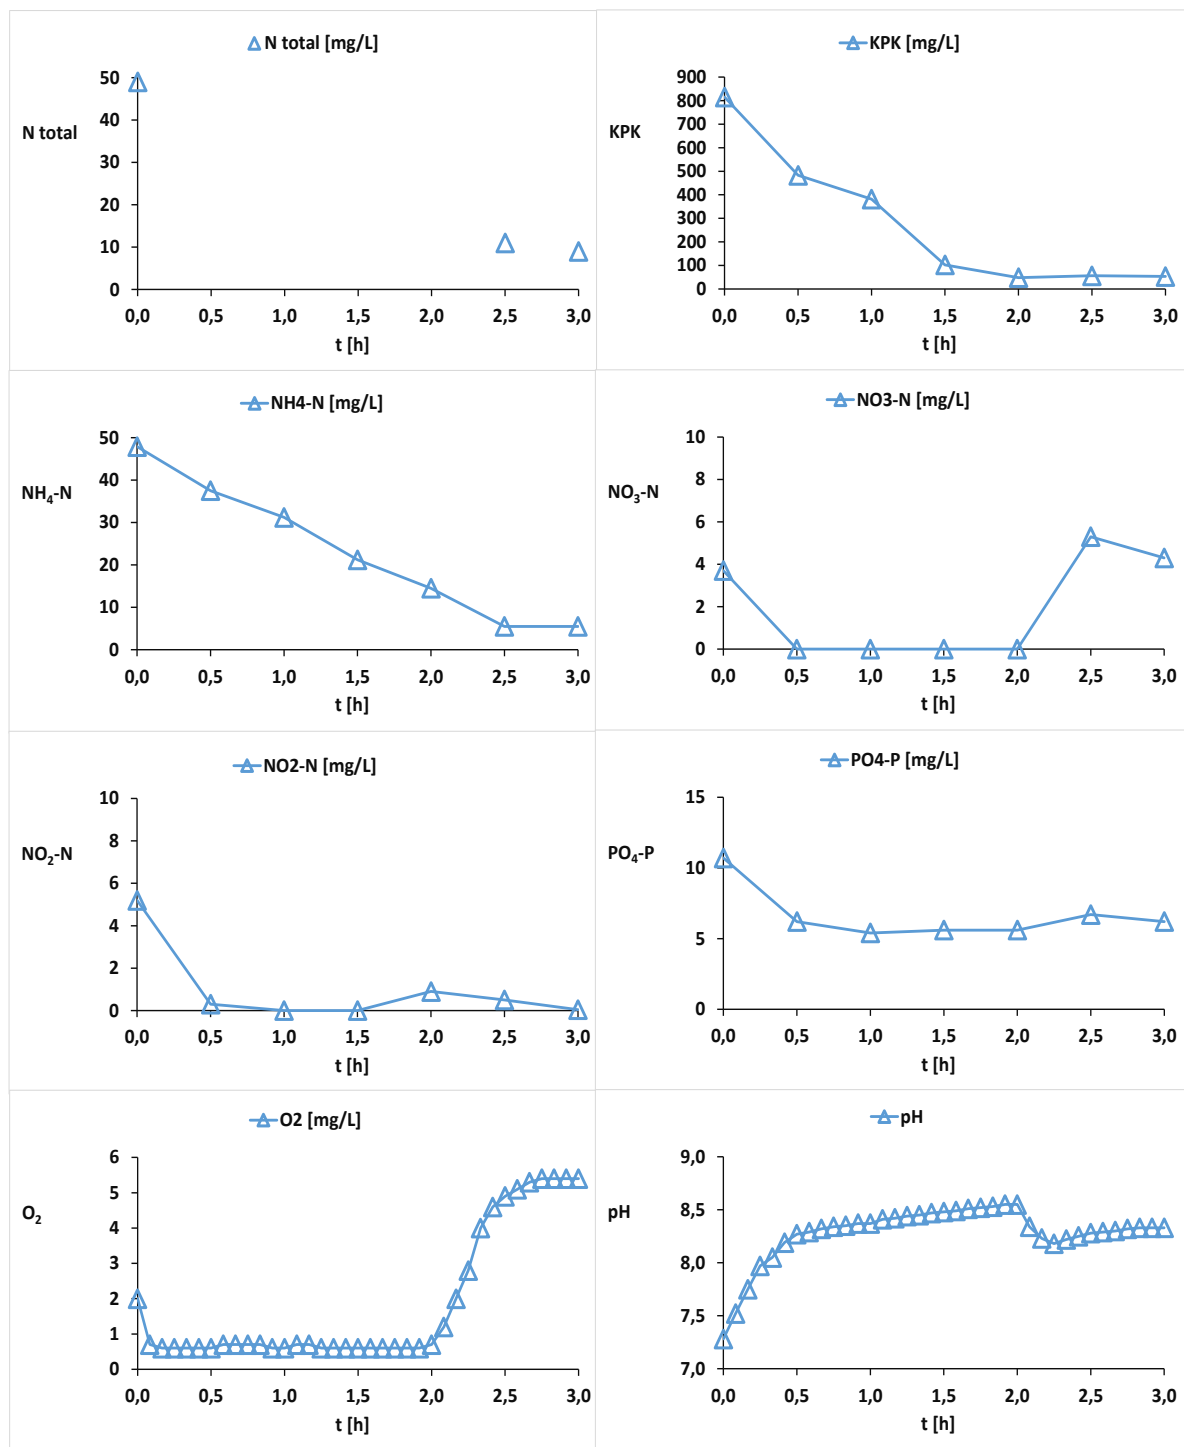 N total [mg/L]
50
40
30
20
10
0
N total
0,0 0,5 1,0 1,5 2,0 2,5 3,0
t [h]
KPK [mg/L]
900
800
700
600
500
400
300
200
100
0
KPK
0,0 0,5 1,0 1,5 2,0 2,5 3,0
t [h]
NH4-N [mg/L]
50
40
30
20
10
0
NH₄-N
0,0 0,5 1,0 1,5 2,0 2,5 3,0
t [h]
NO3-N [mg/L]
10
8
6
4
2
0
NO₃-N
0,0 0,5 1,0 1,5 2,0 2,5 3,0
t [h]
NO2-N [mg/L]
10
8
6
4
2
0
NO₂-N
0,0 0,5 1,0 1,5 2,0 2,5 3,0
t [h]
PO4-P [mg/L]
15
10
5
0
PO₄-P
0,0 0,5 1,0 1,5 2,0 2,5 3,0
t [h]
O2 [mg/L]
6
5
4
3
2
1
0
O₂
0,0 0,5 1,0 1,5 2,0 2,5 3,0
t [h]
pH
9,0
8,5
8,0
7,5
7,0
pH
0,0 0,5 1,0 1,5 2,0 2,5 3,0
t [h]